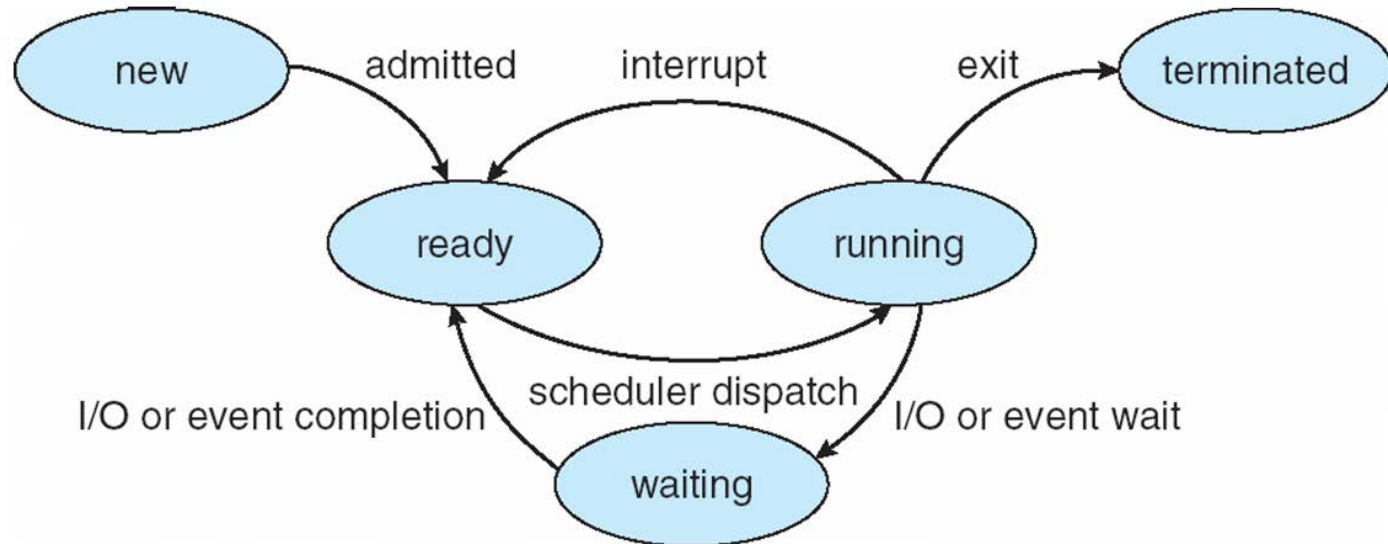 new
admitted
interrupt
exit
terminated
ready
running
scheduler dispatch
I/O or event completion
I/O or event wait
waiting